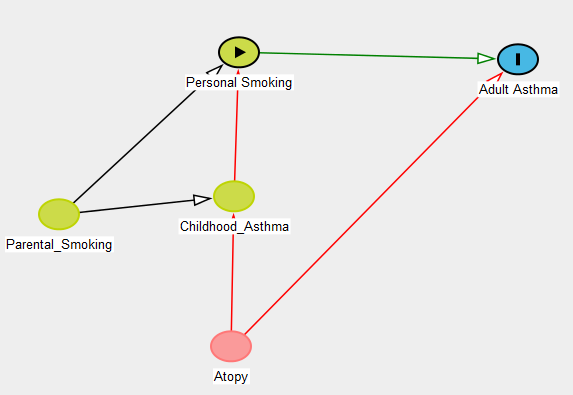 Personal Smoking
Adult Asthma
Childhood_Asthma
Parental_Smoking
Atopy